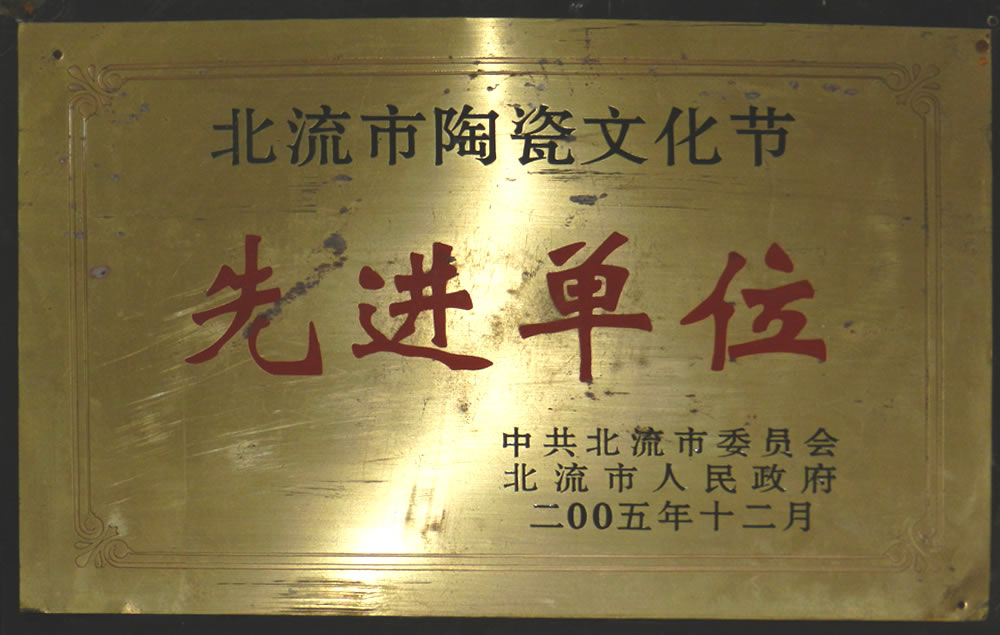 北流市陶瓷文化节
先进单位
中共北流市委员会
北流市人民政府
二00五年十二月